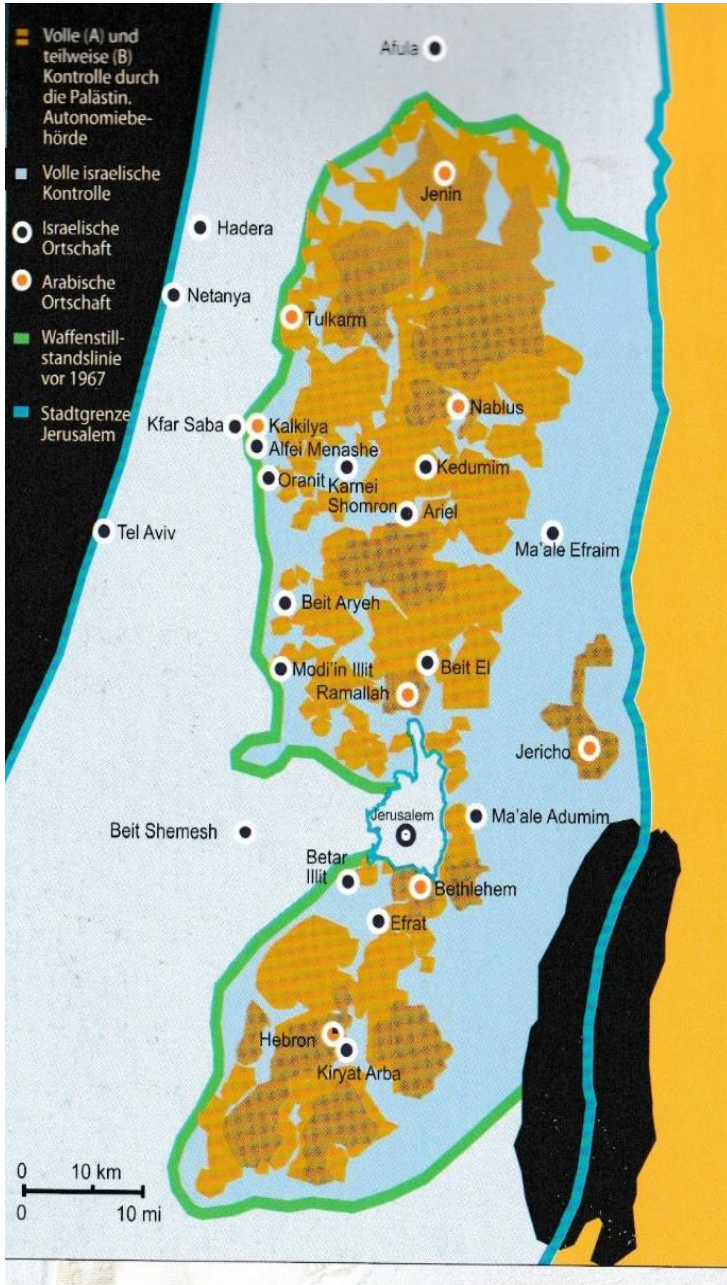 Volle (A) und
teilweise (B)
Kontrolle durch
die Palästin.
Autonomiebe-
hörde
Volle israelische
Kontrolle
Israelische
Ortschaft
Arabische
Ortschaft
Waffenstill-
standslinie
vor 1967
Stadtgrenze
Jerusalem
Afula
Jenin
Hadera
Netanya
Tulkarm
Nablus
Kfar Saba
Kalkilya
Alfei Menashe
Oranit
Karnei
Shomron
Kedumim
Ariel
Tel Aviv
Ma'ale Efraim
Beit Aryeh
Modi'in Illit
Beit El
Ramallah
Jericho
Jerusalem
Ma'ale Adumim
Beit Shemesh
Betar
Illit
Bethlehem
Efrat
Hebron
Kiryat Arba
0 10 km
0 10 mi